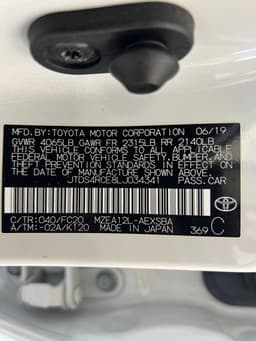 MFD. BY: TOYOTA MOTOR CORPORATION 06/19
GVWR 4065LB GAWR FR 2315LB RR 2140LB
THIS VEHICLE CONFORMS TO ALL APPLICABLE
FEDERAL MOTOR VEHICLE SAFETY, BUMPER, AND
THEFT PREVENTION STANDARDS IN EFFECT ON
THE DATE OF MANUFACTURE SHOWN ABOVE.
JTDS4RCE8LJ034341 PASS.CAR
C/TR: 040/FC20 MZEA12L-AEXSBA
A/TM: -02A/KT20 MADE IN JAPAN 369 C